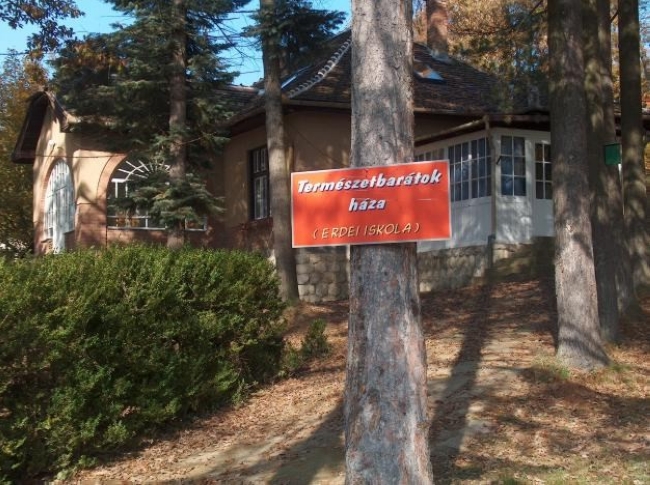 Természetbarátok
háza
(ERDEI ISKOLA)